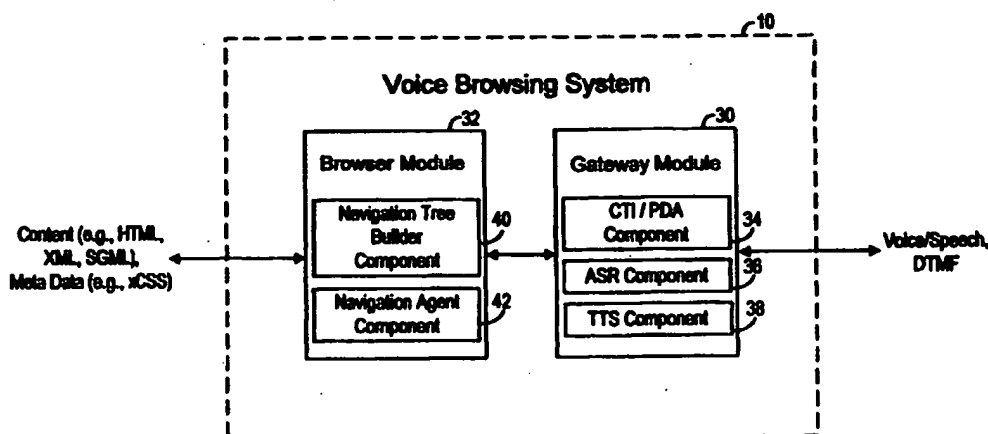 10
Voice Browsing System
32
30
Browser Module
Gateway Module
Navigation Tree
Builder
Component
40
CTI / PDA
Component
34
Content (e.g., HTML,
XML, SGML),
Meta Data (e.g., xCSS)
Voice/Speech,
DTMF
ASR Component
36
Navigation Agent
Component
42
TTS Component
38